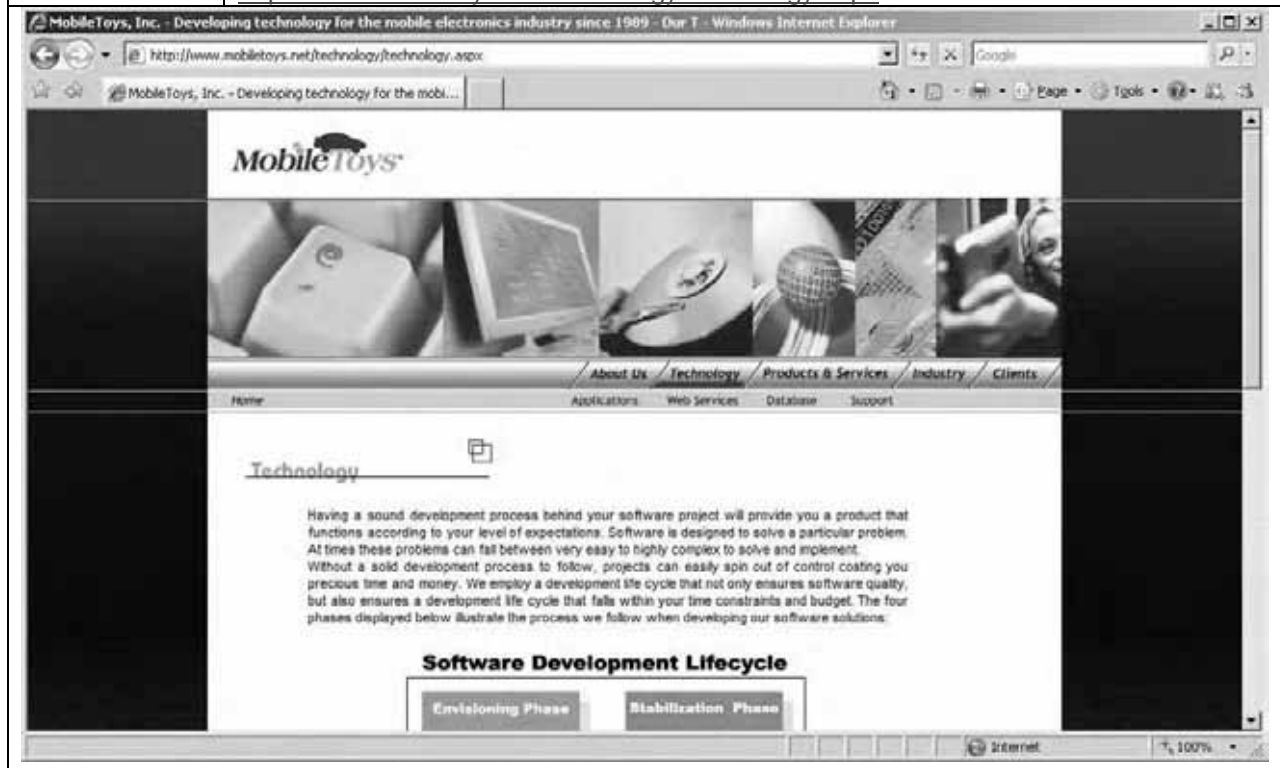 MobileToys, Inc. - Developing technology for the mobile electronics industry since 1989 - Our T - Windows Internet Explorer
http://www.mobiletoys.net/technology/technology.aspx
Google
MobileToys, Inc. - Developing technology for the mobi...
Page
Tools
MobileToys
About Us / Technology / Products & Services / Industry / Clients /
Home
Applications Web Services Database Support
Technology
Having a sound development process behind your software project will provide you a product that
functions according to your level of expectations. Software is designed to solve a particular problem.
At times these problems can fall between very easy to highly complex to solve and implement.
Without a solid development process to follow, projects can easily spin out of control costing you
precious time and money. We employ a development life cycle that not only ensures software quality,
but also ensures a development life cycle that falls within your time constraints and budget. The four
phases displayed below illustrate the process we follow when developing our software solutions:
Software Development Lifecycle
Envisioning Phase
Stabilization Phase
Internet
100%